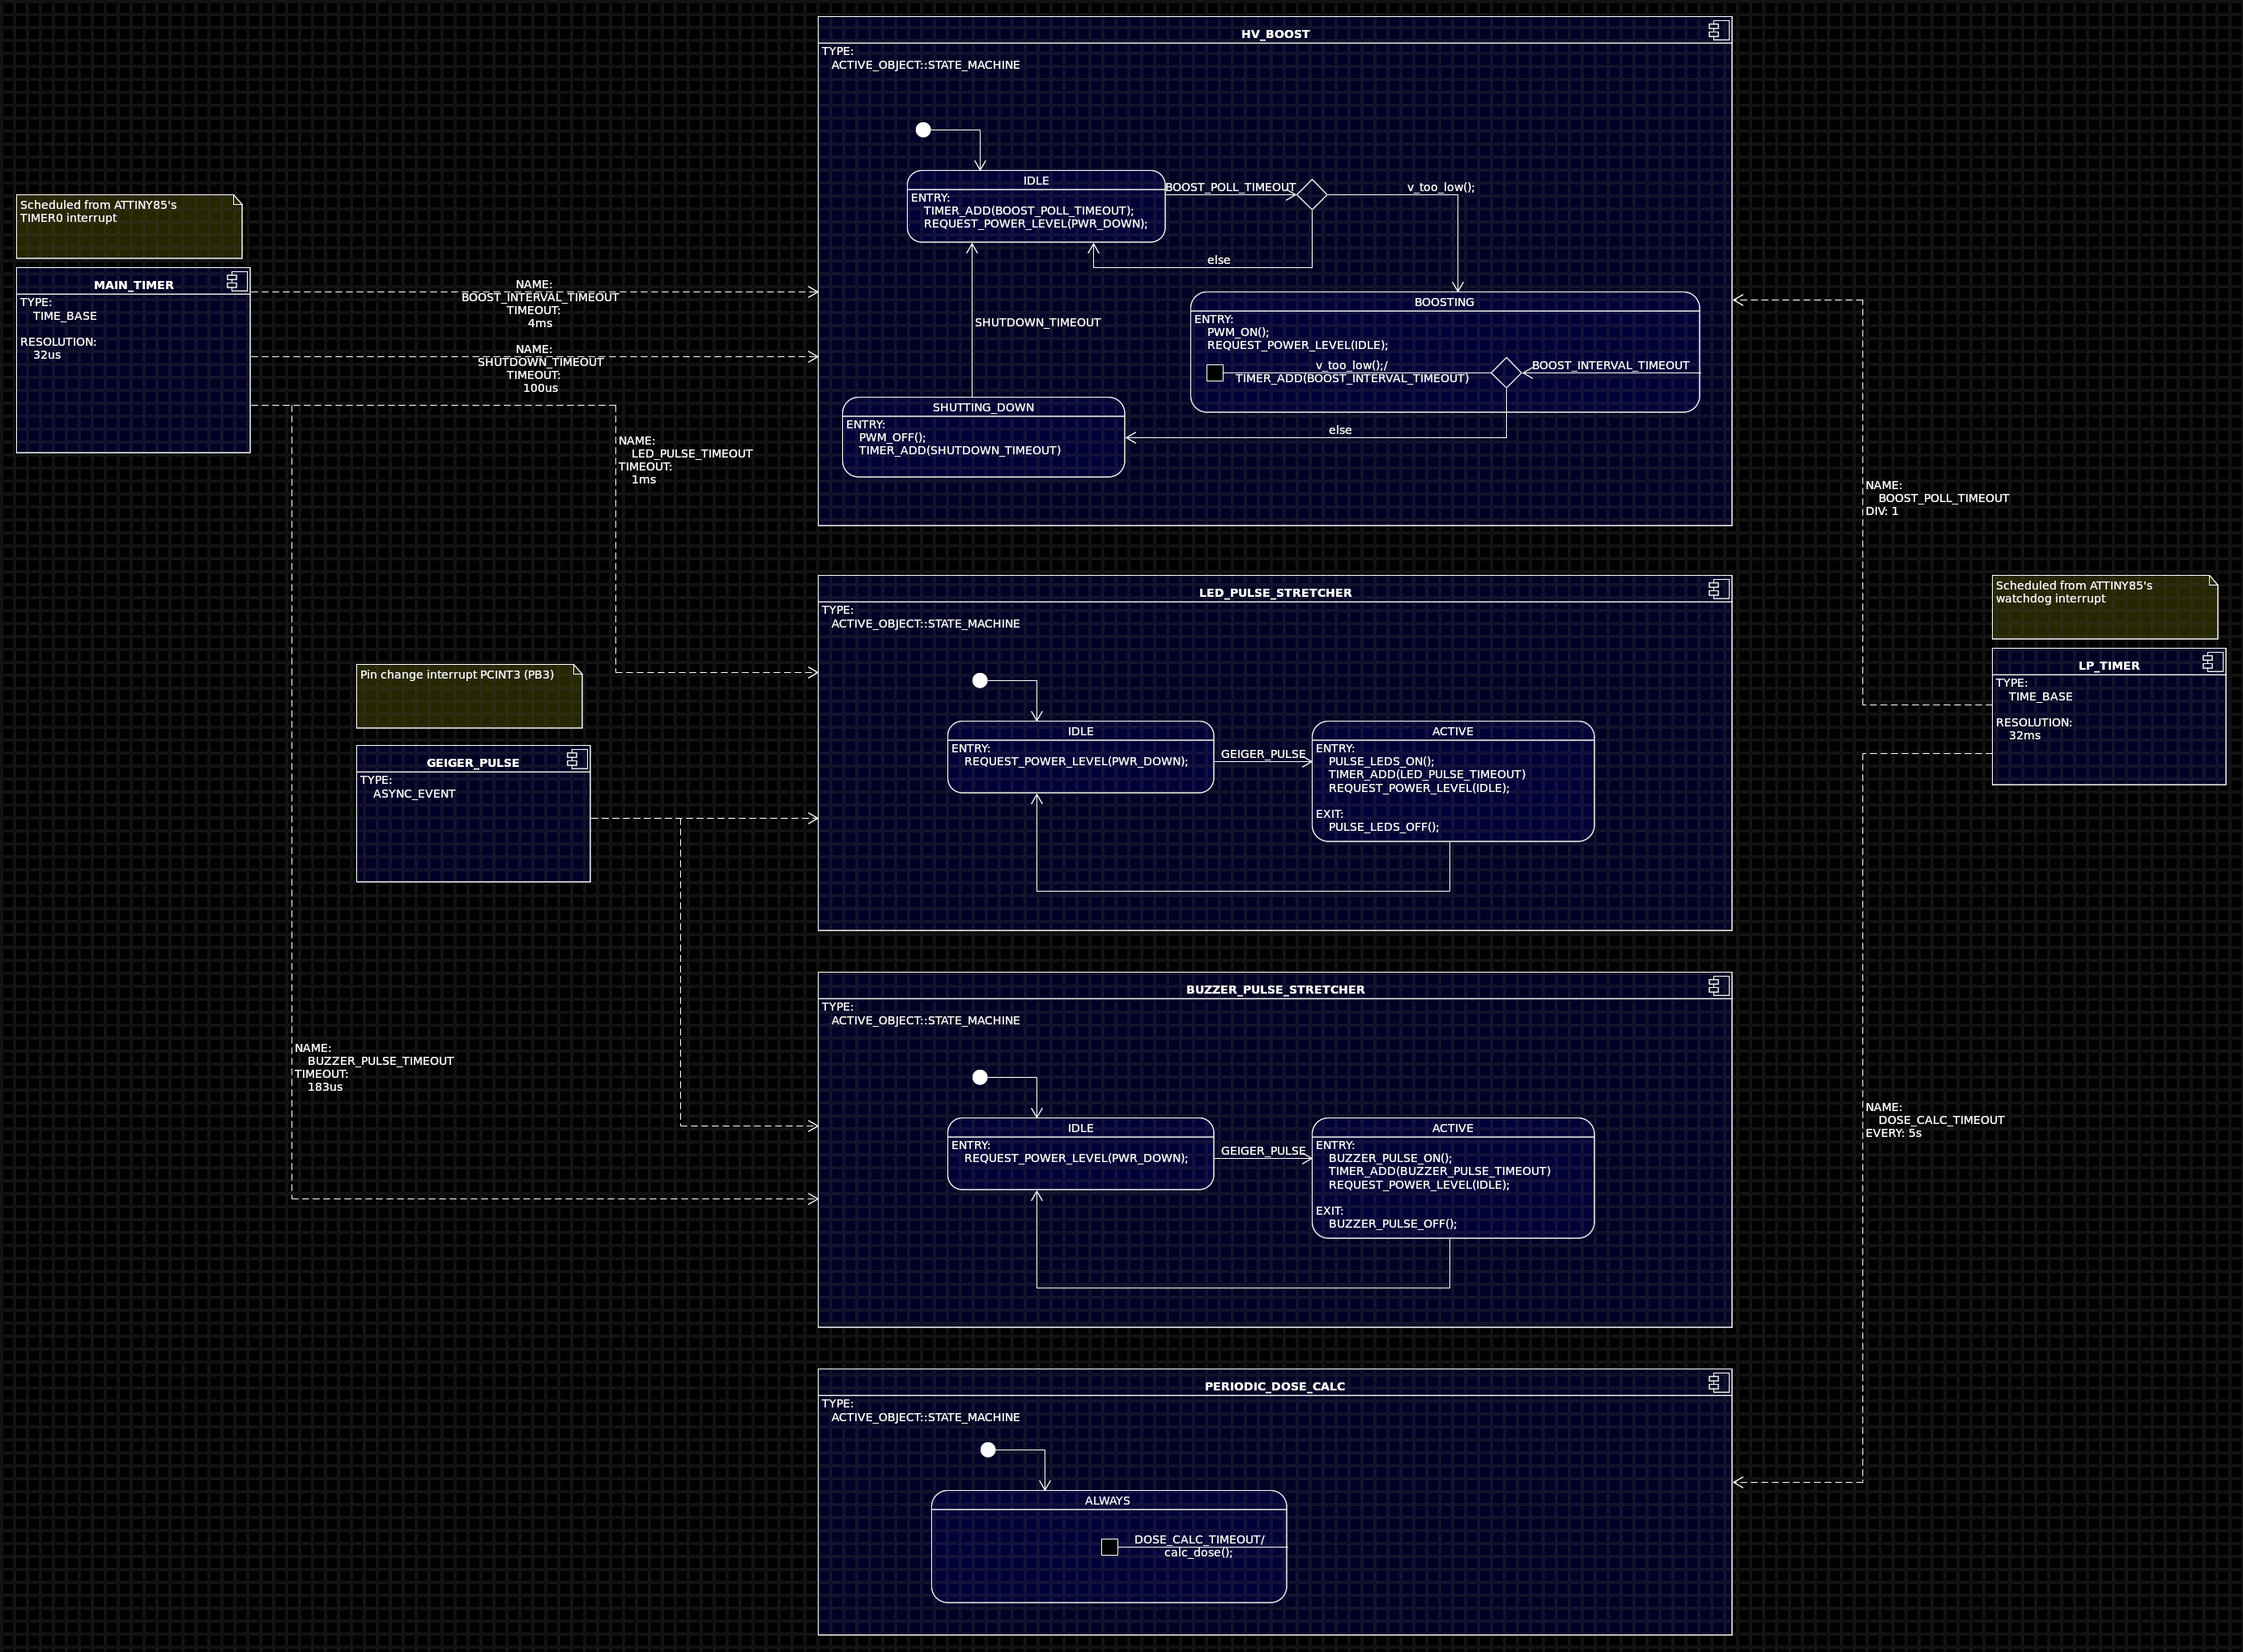 HV_BOOST
TYPE:
ACTIVE_OBJECT::STATE_MACHINE
IDLE
ENTRY:
TIMER_ADD(BOOST_POLL_TIMEOUT);
REQUEST_POWER_LEVEL(PWR_DOWN);
BOOST_POLL_TIMEOUT
v_too_low();
else
SHUTDOWN_TIMEOUT
BOOSTING
ENTRY:
PWM_ON();
REQUEST_POWER_LEVEL(IDLE);
v_too_low();/
TIMER_ADD(BOOST_INTERVAL_TIMEOUT)
BOOST_INTERVAL_TIMEOUT
SHUTTING_DOWN
ENTRY:
PWM_OFF();
TIMER_ADD(SHUTDOWN_TIMEOUT)
else
Scheduled from ATTINY85's
TIMER0 interrupt
MAIN_TIMER
TYPE:
TIME_BASE
RESOLUTION:
32us
NAME:
BOOST_INTERVAL_TIMEOUT
TIMEOUT:
4ms
NAME:
SHUTDOWN_TIMEOUT
TIMEOUT:
100us
NAME:
LED_PULSE_TIMEOUT
TIMEOUT:
1ms
NAME:
BOOST_POLL_TIMEOUT
DIV: 1
Scheduled from ATTINY85's
watchdog interrupt
LP_TIMER
TYPE:
TIME_BASE
RESOLUTION:
32ms
LED_PULSE_STRETCHER
TYPE:
ACTIVE_OBJECT::STATE_MACHINE
IDLE
ENTRY:
REQUEST_POWER_LEVEL(PWR_DOWN);
GEIGER_PULSE
ACTIVE
ENTRY:
PULSE_LEDS_ON();
TIMER_ADD(LED_PULSE_TIMEOUT)
REQUEST_POWER_LEVEL(IDLE);
EXIT:
PULSE_LEDS_OFF();
Pin change interrupt PCINT3 (PB3)
GEIGER_PULSE
TYPE:
ASYNC_EVENT
BUZZER_PULSE_STRETCHER
TYPE:
ACTIVE_OBJECT::STATE_MACHINE
IDLE
ENTRY:
REQUEST_POWER_LEVEL(PWR_DOWN);
GEIGER_PULSE
ACTIVE
ENTRY:
BUZZER_PULSE_ON();
TIMER_ADD(BUZZER_PULSE_TIMEOUT)
REQUEST_POWER_LEVEL(IDLE);
EXIT:
BUZZER_PULSE_OFF();
NAME:
BUZZER_PULSE_TIMEOUT
TIMEOUT:
183us
NAME:
DOSE_CALC_TIMEOUT
EVERY: 5s
PERIODIC_DOSE_CALC
TYPE:
ACTIVE_OBJECT::STATE_MACHINE
ALWAYS
DOSE_CALC_TIMEOUT/
calc_dose();